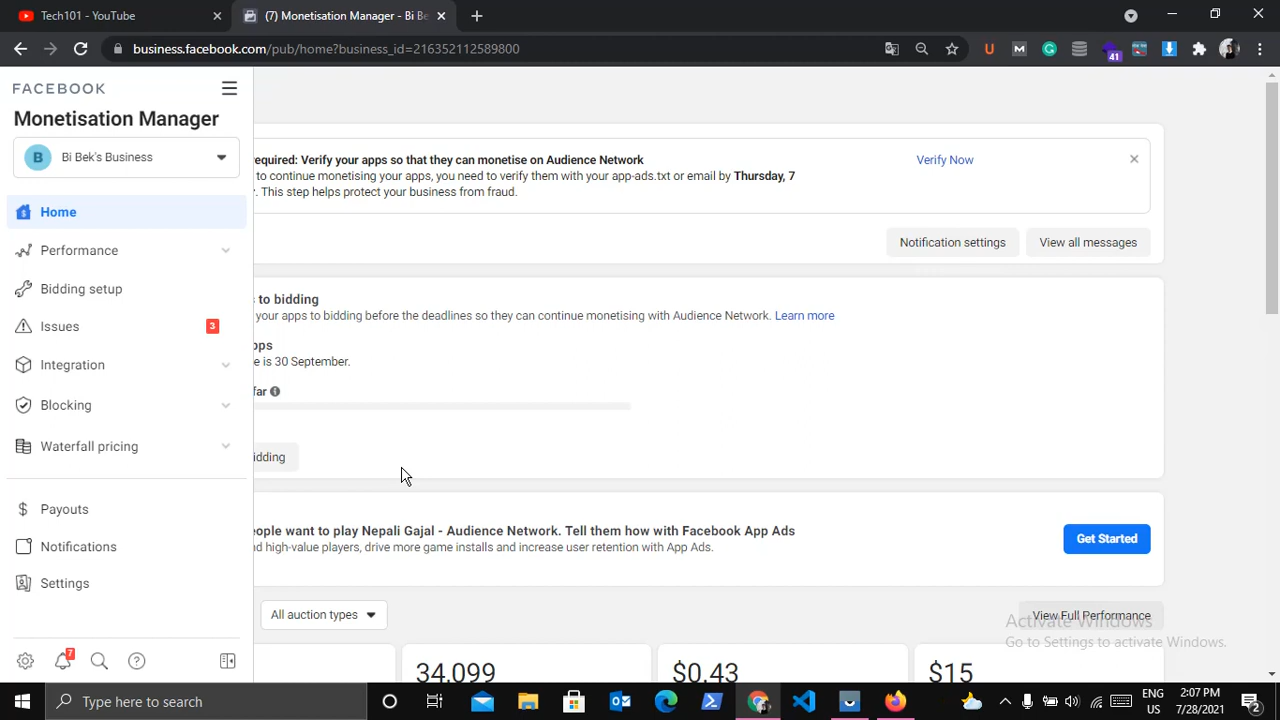 Tech101 - YouTube
(7) Monetisation Manager - Bi Be
business.facebook.com/pub/home?business_id=216352112589800
41
FACEBOOK
Monetisation Manager
B Bi Bek's Business
Home
Performance
Bidding setup
Issues 3
Integration
Blocking
Waterfall pricing
Payouts
Notifications
Settings
7
equired: Verify your apps so that they can monetise on Audience Network
Verify Now
to continue monetising your apps, you need to verify them with your app-ads.txt or email by Thursday, 7
. This step helps protect your business from fraud.
Notification settings
View all messages
s to bidding
your apps to bidding before the deadlines so they can continue monetising with Audience Network. Learn more
pps
e is 30 September.
far
idding
eople want to play Nepali Gajal - Audience Network. Tell them how with Facebook App Ads
nd high-value players, drive more game installs and increase user retention with App Ads.
Get Started
All auction types
View Full Performance
Activate Windows
Go to Settings to activate Windows.
34,099
$0.43
$15
Type here to search
ENG
US
2:07 PM
7/28/2021
2